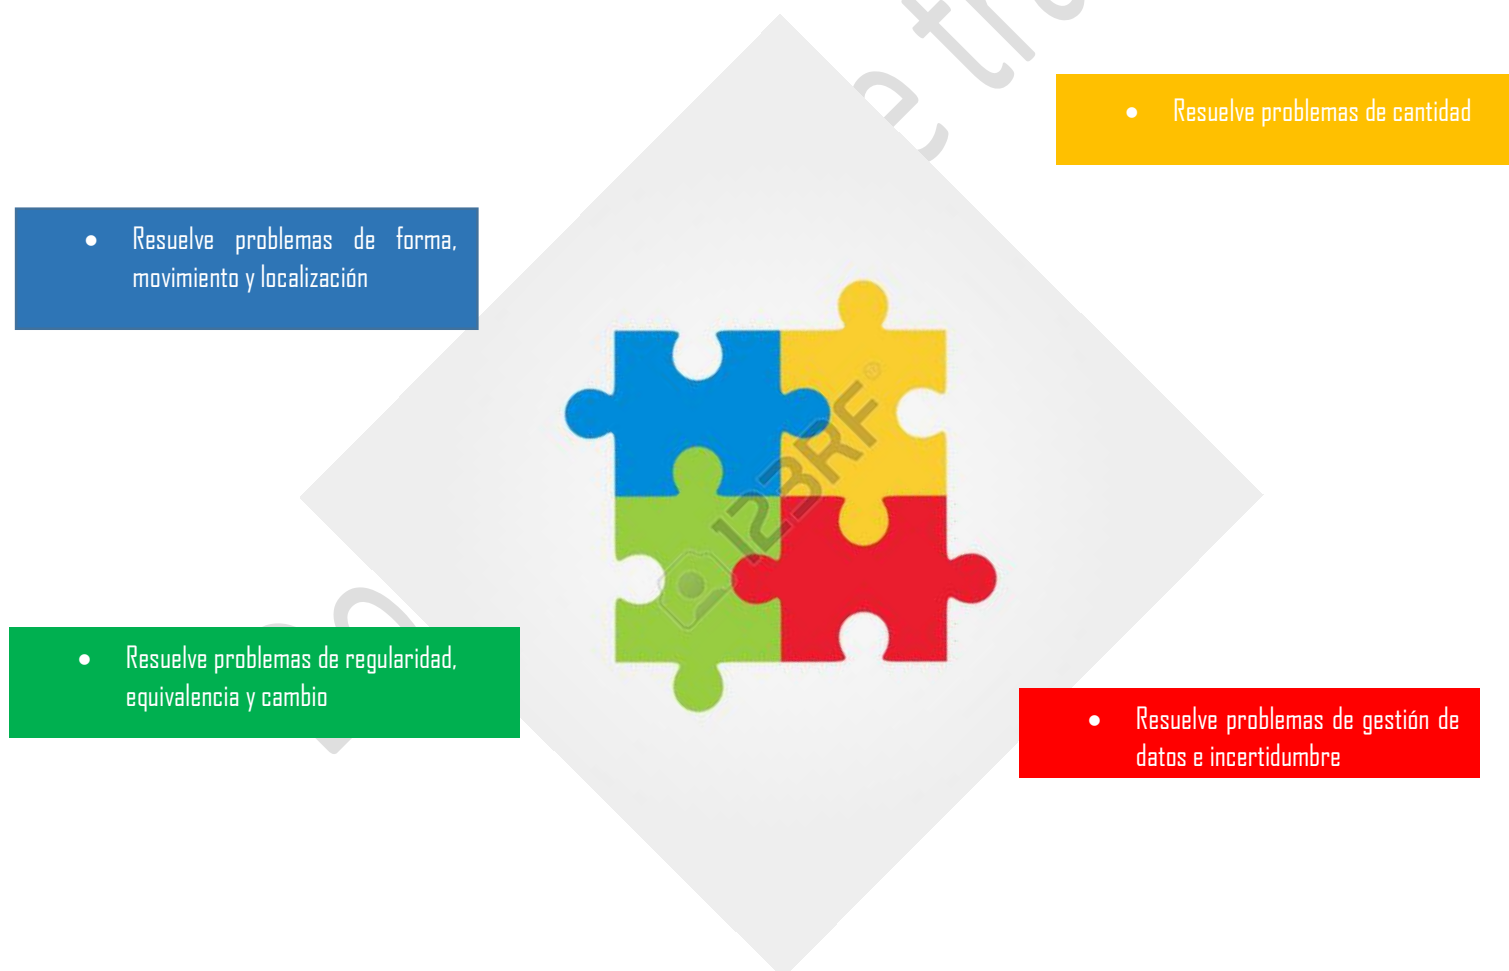 • Resuelve problemas de cantidad
• Resuelve problemas de forma,
movimiento y localización
123RF®
• Resuelve problemas de regularidad,
equivalencia y cambio
• Resuelve problemas de gestión de
datos e incertidumbre